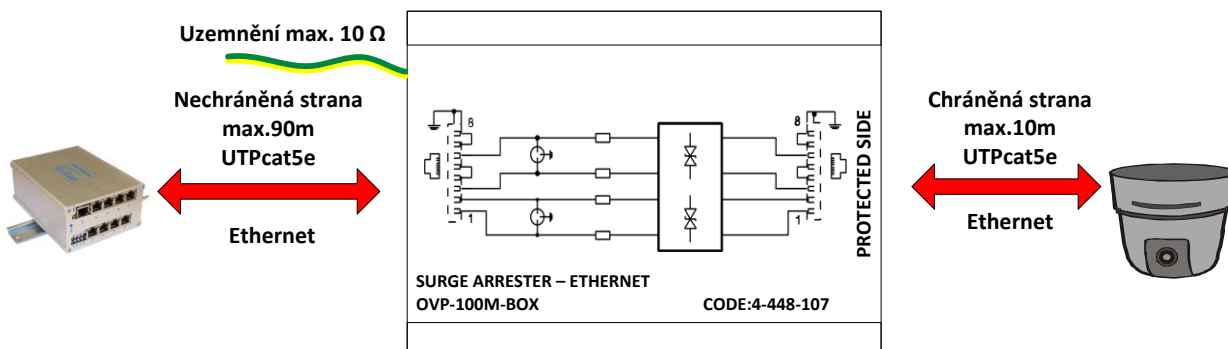 Uzemnění max. 10 Ω
Nechráněná strana
max.90m
UTPcat5e
Ethernet
8
1
8
1
PROTECTED SIDE
SURGE ARRESTER – ETHERNET
OVP-100M-BOX
CODE:4-448-107
Chráněná strana
max.10m
UTPcat5e
Ethernet